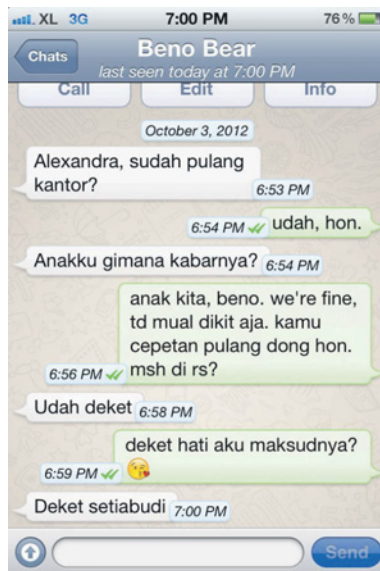 XL 3G 7:00 PM 76%
Chats
Beno Bear
last seen today at 7:00 PM
Call Edit Info
October 3, 2012
Alexandra, sudah pulang
kantor?
6:53 PM
udah, hon.
6:54 PM
Anakku gimana kabarnya?
6:54 PM
anak kita, beno. we're fine,
td mual dikit aja. kamu
cepetan pulang dong hon.
msh di rs?
6:56 PM
Udah deket
6:58 PM
deket hati aku maksudnya?
😘
6:59 PM
Deket setiabudi
7:00 PM
Send